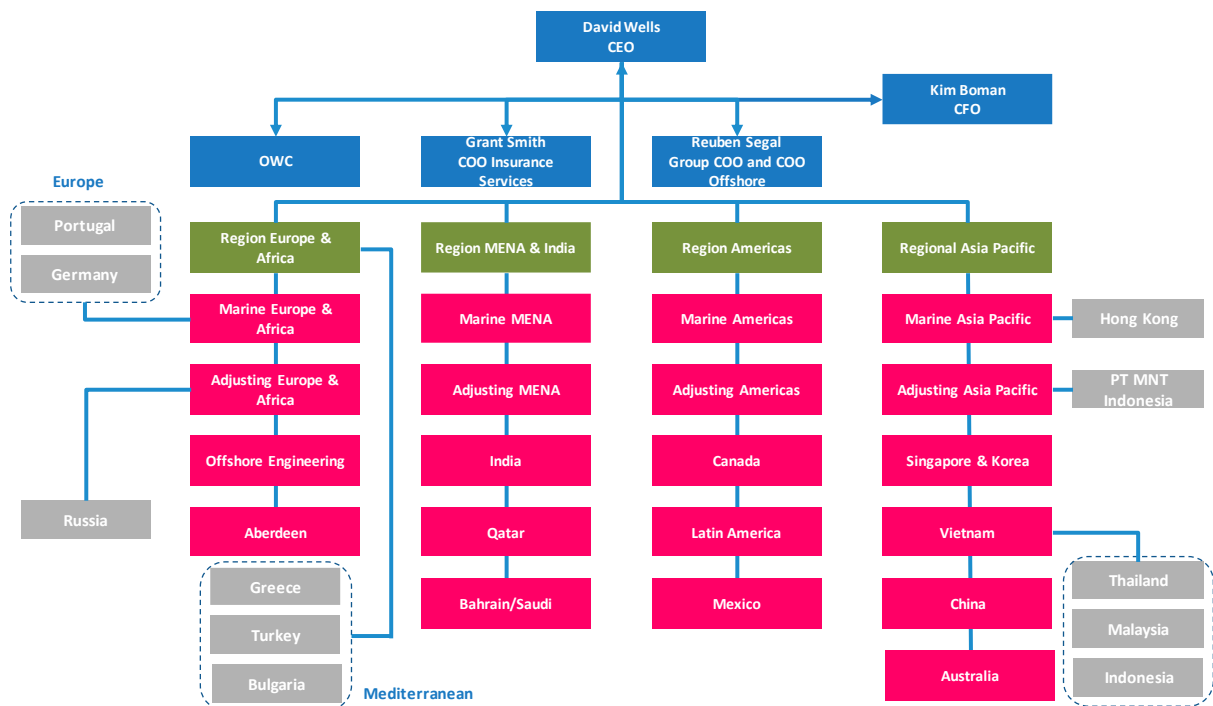 David Wells
CEO
Kim Boman
CFO
OWC
Grant Smith
COO Insurance
Services
Reuben Segal
Group COO and COO
Offshore
Europe
Portugal
Germany
Region Europe &
Africa
Region MENA & India
Region Americas
Regional Asia Pacific
Marine Europe &
Africa
Marine MENA
Marine Americas
Marine Asia Pacific
Hong Kong
Adjusting Europe &
Africa
Adjusting MENA
Adjusting Americas
Adjusting Asia Pacific
PT MNT
Indonesia
Offshore Engineering
India
Canada
Singapore & Korea
Russia
Aberdeen
Qatar
Latin America
Vietnam
Greece
Turkey
Bulgaria
Mediterranean
Bahrain/Saudi
Mexico
China
Australia
Thailand
Malaysia
Indonesia